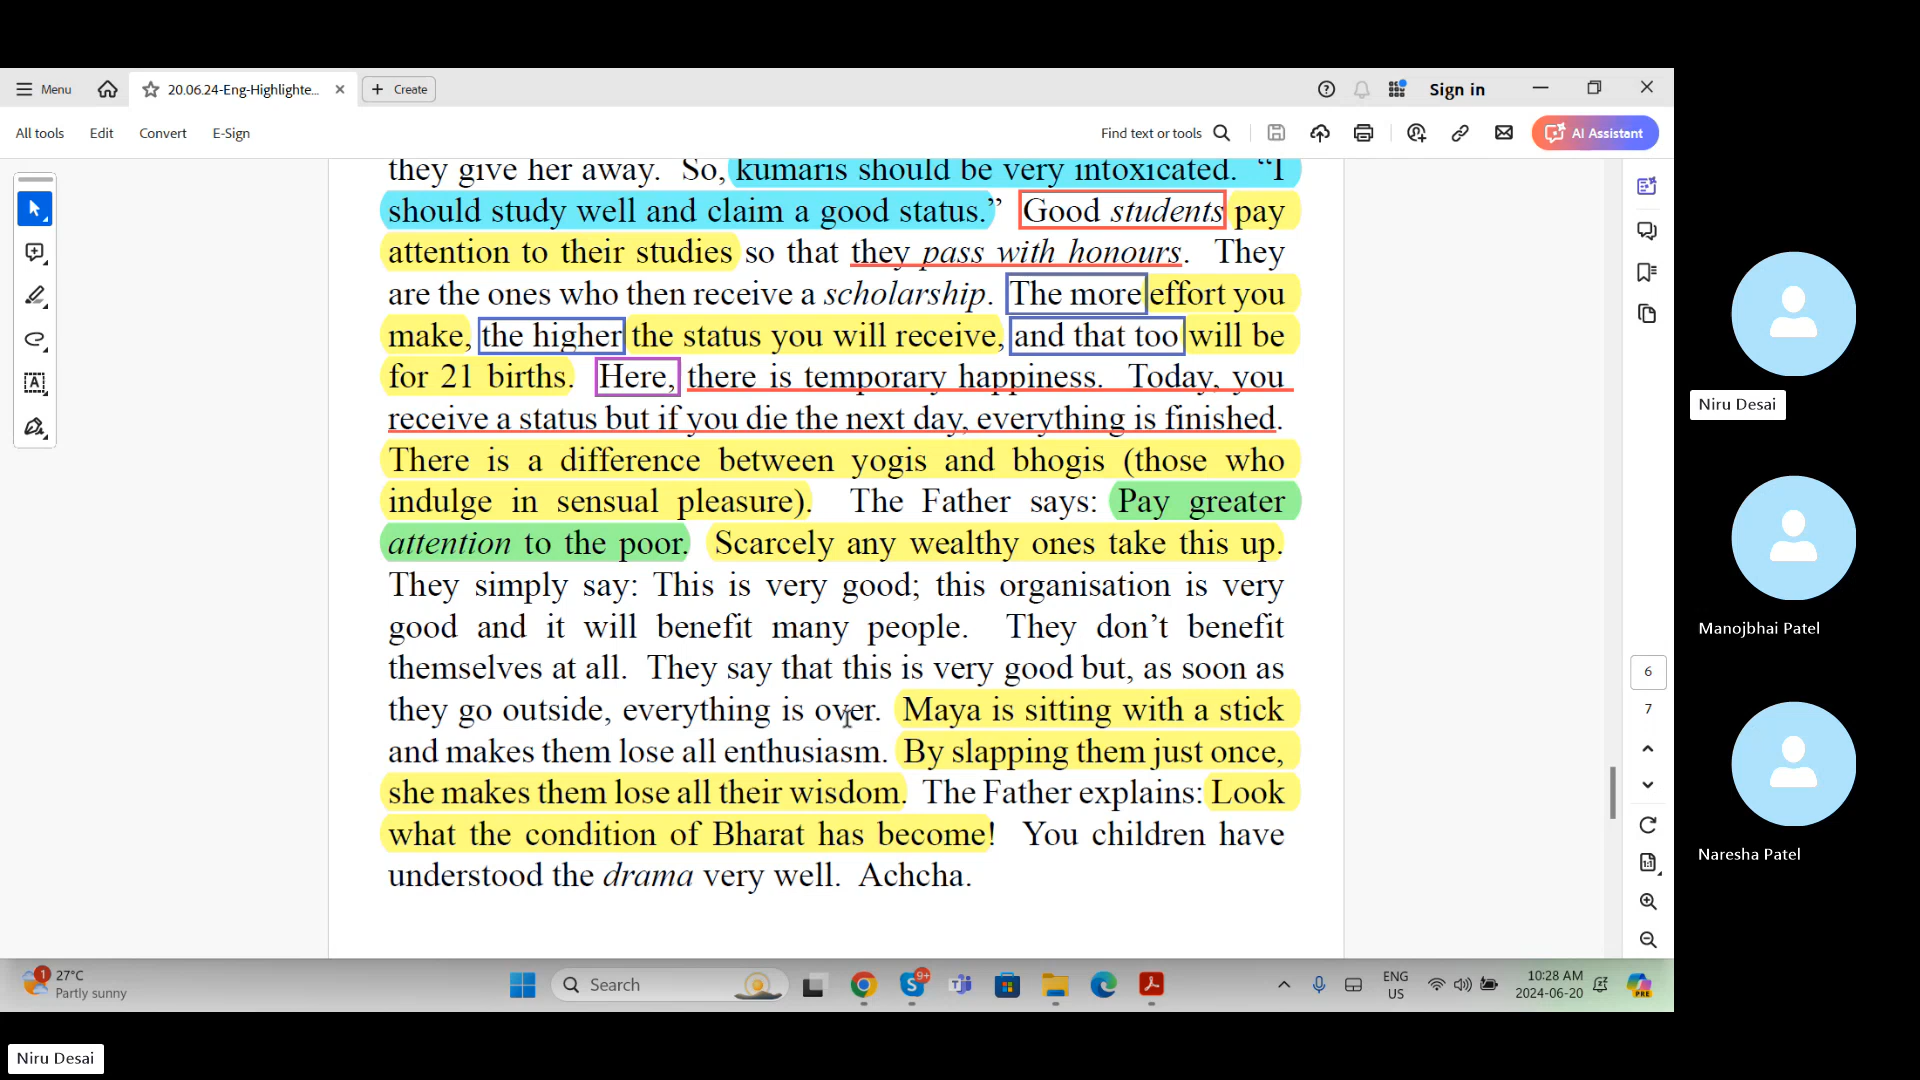 Menu
20.06.24-Eng-Highlighte...
Create
Sign in
All tools
Edit
Convert
E-Sign
Find text or tools
AI Assistant
they give her away. So, kumaris should be very intoxicated. “I
should study well and claim a good status.” Good students pay
attention to their studies so that they pass with honours. They
are the ones who then receive a scholarship. The more effort you
make, the higher the status you will receive, and that too will be
for 21 births. Here, there is temporary happiness. Today, you
receive a status but if you die the next day, everything is finished.
There is a difference between yogis and bhogis (those who
indulge in sensual pleasure). The Father says: Pay greater
attention to the poor. Scarcely any wealthy ones take this up.
They simply say: This is very good; this organisation is very
good and it will benefit many people. They don’t benefit
themselves at all. They say that this is very good but, as soon as
they go outside, everything is over. Maya is sitting with a stick
and makes them lose all enthusiasm. By slapping them just once,
she makes them lose all their wisdom. The Father explains: Look
what the condition of Bharat has become! You children have
understood the drama very well. Achcha.
6
7
Niru Desai
Manojbhai Patel
Naresha Patel
1
27°C
Partly sunny
Search
9+
ENG
US
10:28 AM
2024-06-20
PRE
Niru Desai